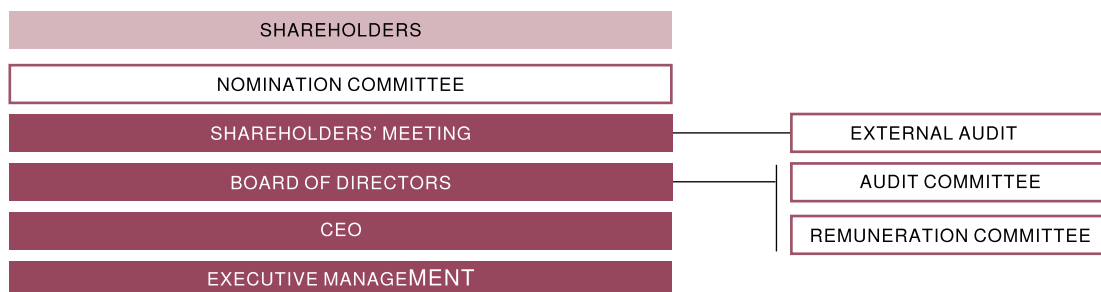 SHAREHOLDERS
NOMINATION COMMITTEE
SHAREHOLDERS’ MEETING
EXTERNAL AUDIT
BOARD OF DIRECTORS
AUDIT COMMITTEE
CEO
REMUNERATION COMMITTEE
EXECUTIVE MANAGEMENT